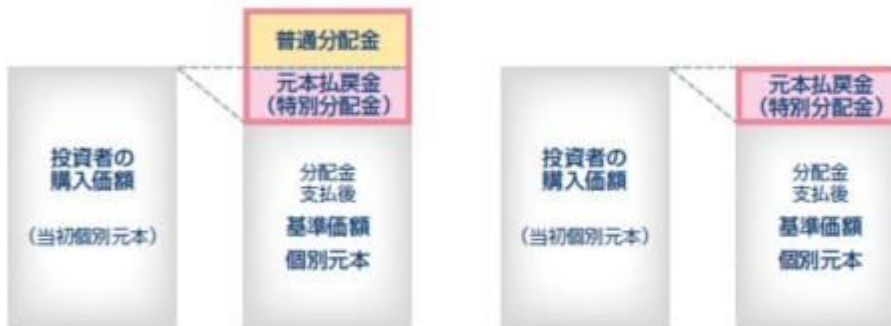 普通分配金
元本払戻金
(特別分配金)
投資者の
購入価額
(当初個別元本)
分配金
支払後
基準価額
個別元本
元本払戻金
(特別分配金)
投資者の
購入価額
(当初個別元本)
分配金
支払後
基準価額
個別元本